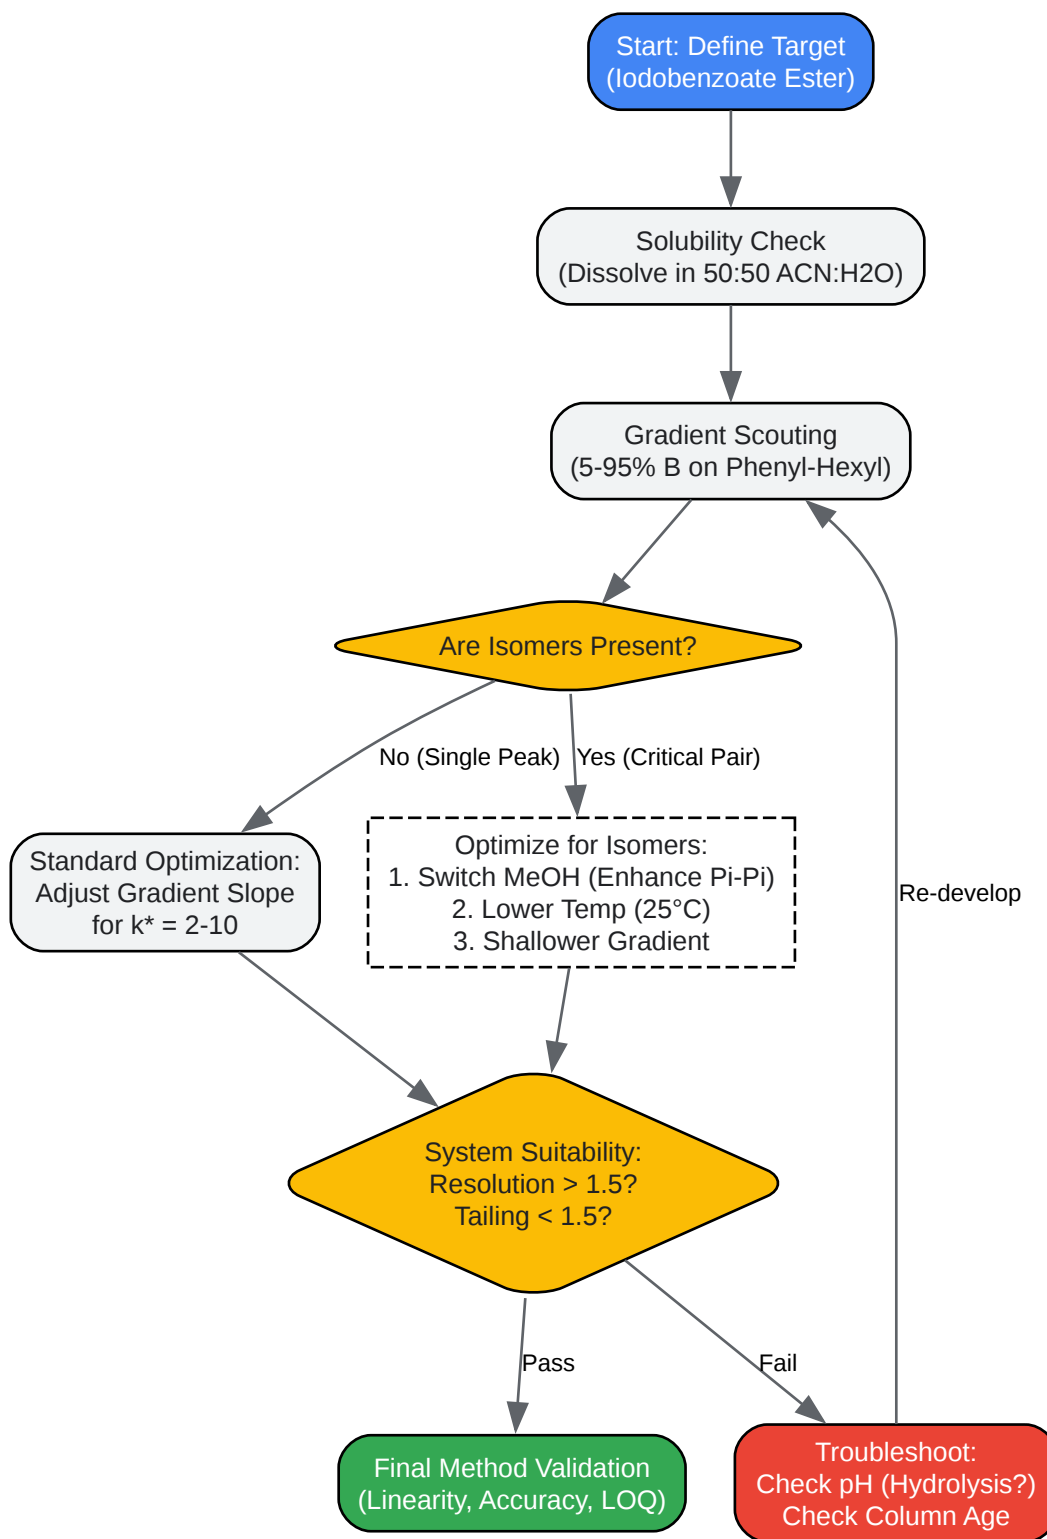 Start: Define Target
(Iodobenzoate Ester)
Solubility Check
(Dissolve in 50:50 ACN:H2O)
Gradient Scouting
(5-95% B on Phenyl-Hexyl)
Are Isomers Present?
No (Single Peak)
Yes (Critical Pair)
Standard Optimization:
Adjust Gradient Slope
for k* = 2-10
Optimize for Isomers:
1. Switch MeOH (Enhance Pi-Pi)
2. Lower Temp (25°C)
3. Shallower Gradient
Re-develop
System Suitability:
Resolution > 1.5?
Tailing < 1.5?
Pass
Fail
Final Method Validation
(Linearity, Accuracy, LOQ)
Troubleshoot:
Check pH (Hydrolysis?)
Check Column Age